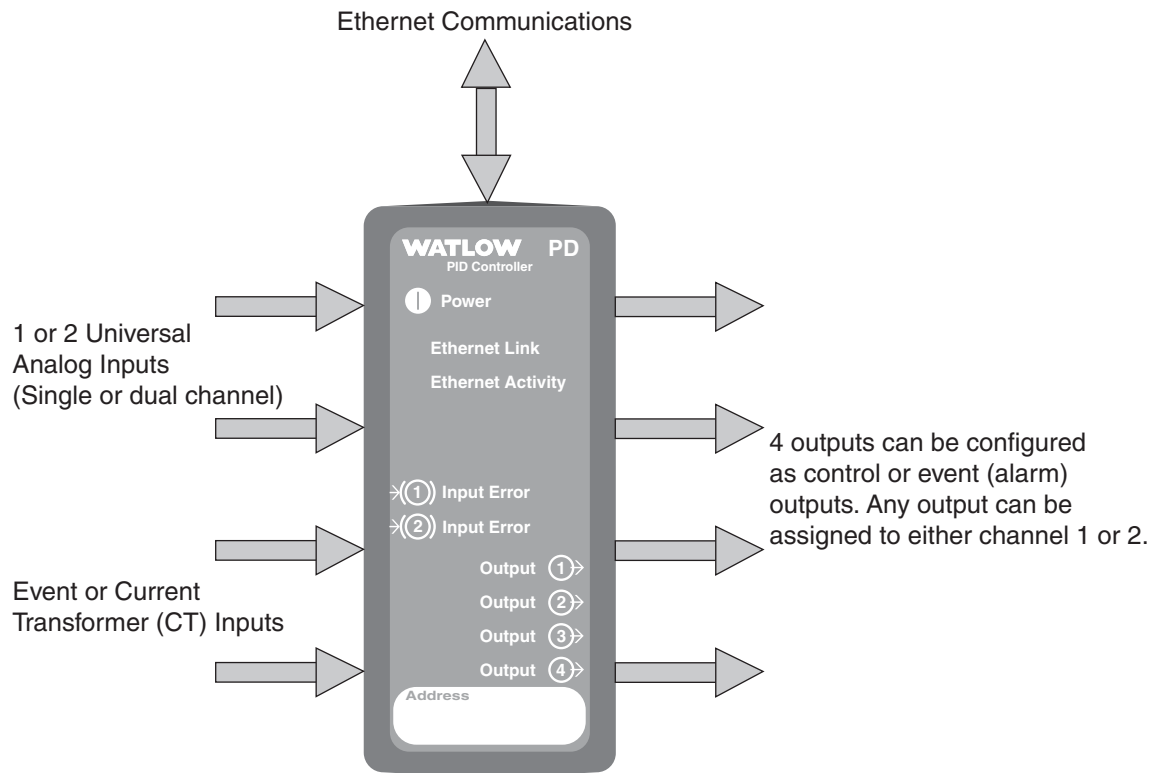 Ethernet Communications
WATLOW PD
PID Controller
Power
Ethernet Link
Ethernet Activity
1 or 2 Universal
Analog Inputs
(Single or dual channel)
4 outputs can be configured
as control or event (alarm)
outputs. Any output can be
assigned to either channel 1 or 2.
1 Input Error
2 Input Error
Output 1
Output 2
Output 3
Output 4
Event or Current
Transformer (CT) Inputs
Address